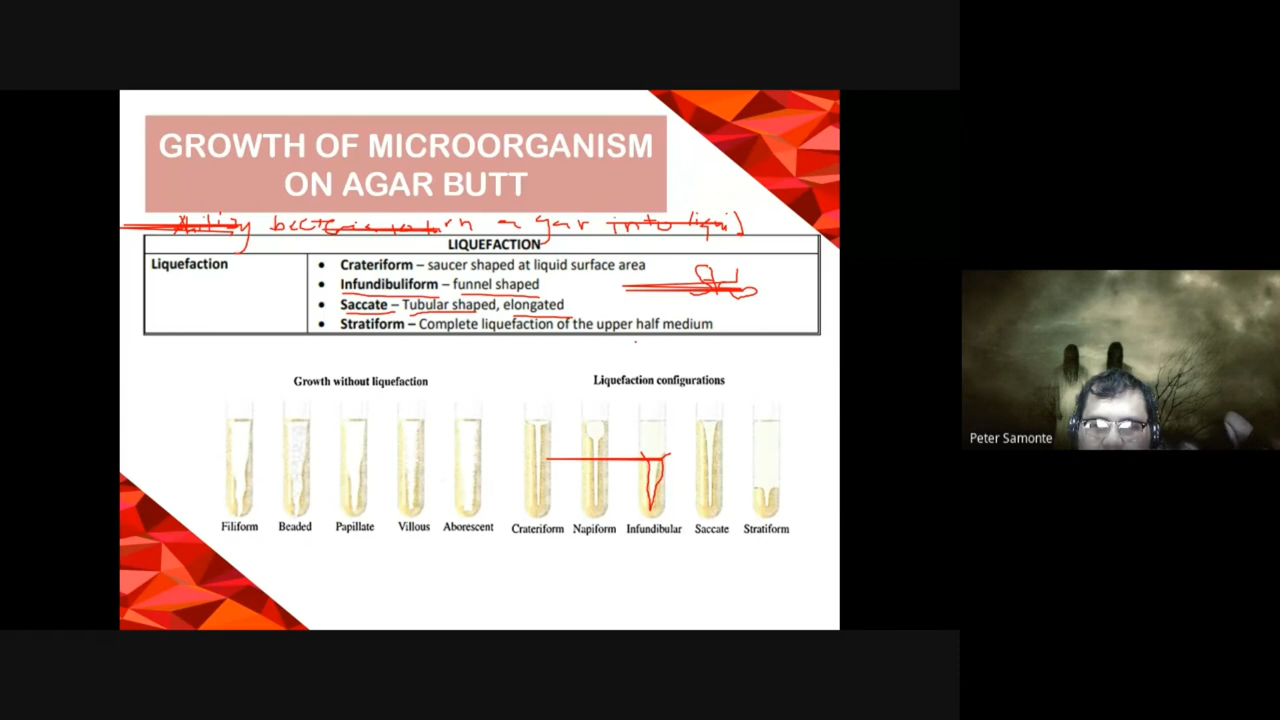 GROWTH OF MICROORGANISM
ON AGAR BUTT
Ability bacteria to turn agar into liquid
LIQUEFACTION
Liquefaction
• Crateriform – saucer shaped at liquid surface area
• Infundibuliform – funnel shaped
• Saccate – Tubular shaped, elongated
• Stratiform – Complete liquefaction of the upper half medium
Growth without liquefaction
Liquefaction configurations
Filiform Beaded Papillate Villous Aborescent Crateriform Napiform Infundibular Saccate Stratiform
Peter Samonte